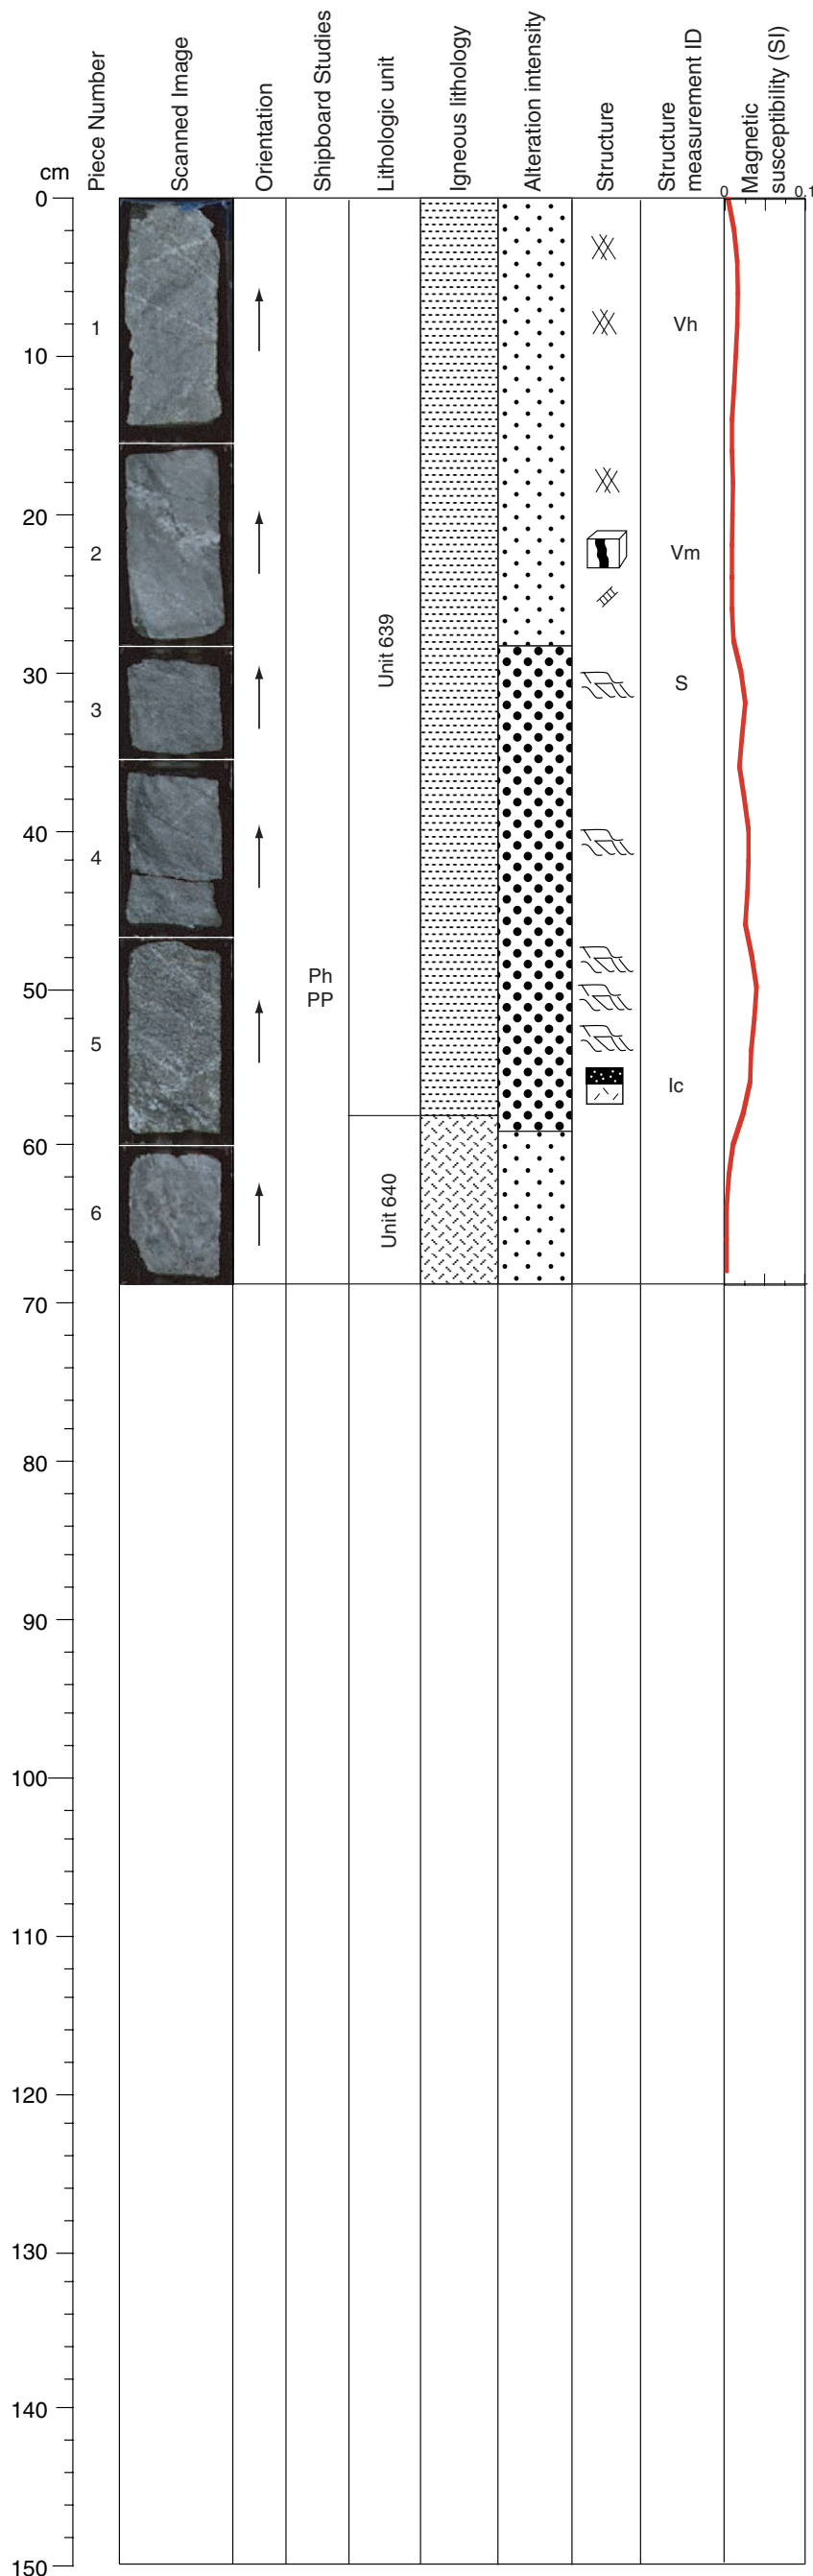 cm
Piece Number
Scanned Image
Orientation
Shipboard Studies
Lithologic unit
Igneous lithology
Alteration intensity
Structure
Structure
measurement ID
Magnetic
susceptibility (SI)
0
0.1
0
10
20
30
40
50
60
70
80
90
100
110
120
130
140
150
1
2
3
4
5
6
Ph
PP
Unit 639
Unit 640
Vh
Vm
S
Ic